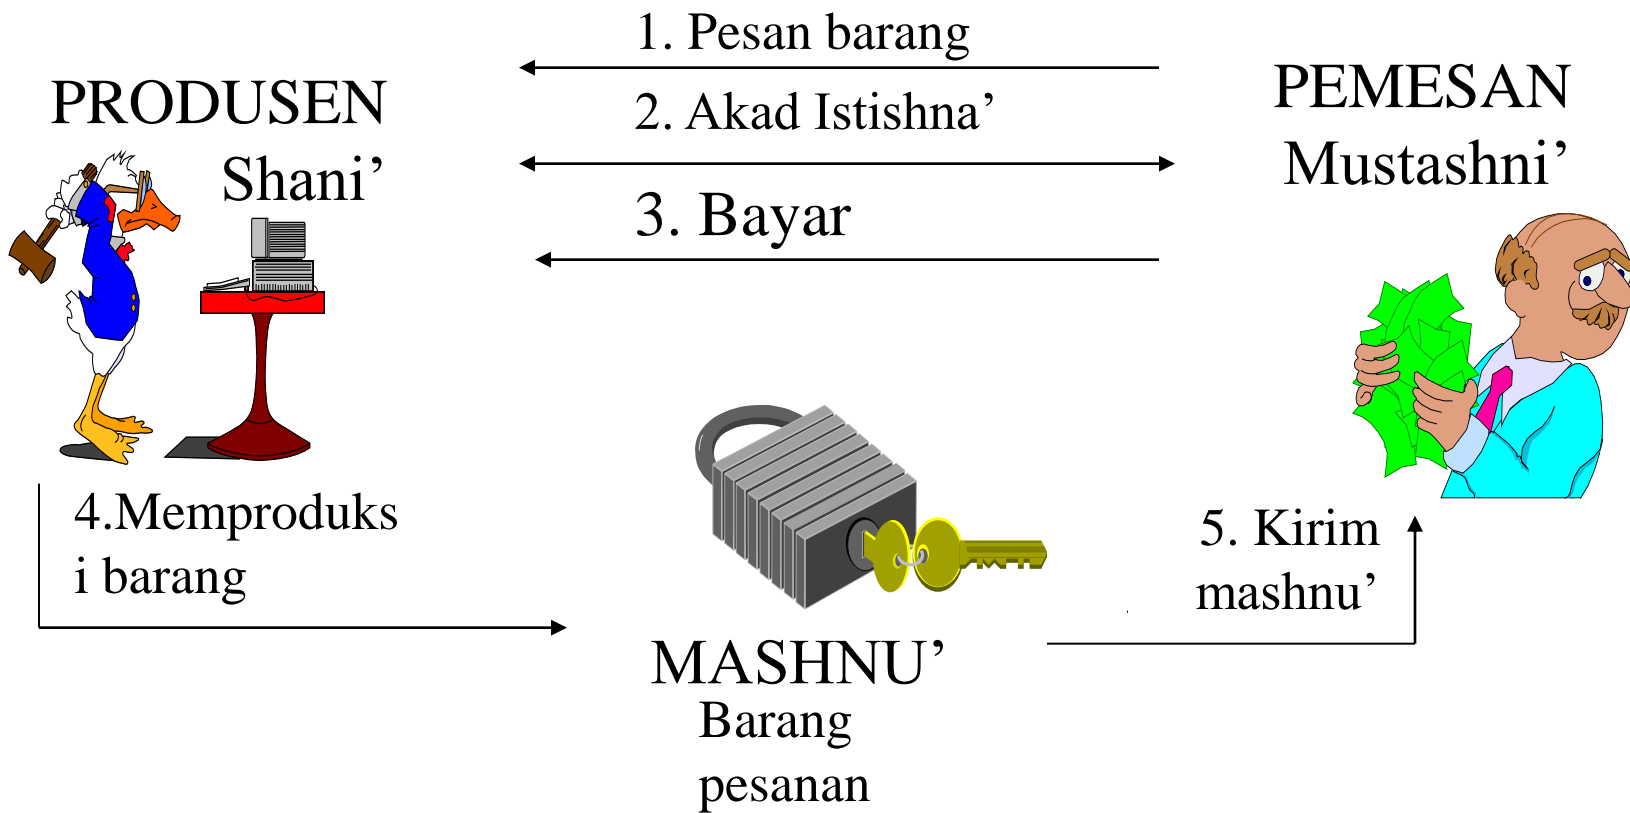 1. Pesan barang
PRODUSEN
Shani’
2. Akad Istishna’
PEMESAN
Mustashni’
3. Bayar
4.Memproduks
i barang
5. Kirim
mashnu’
MASHNU’
Barang
pesanan